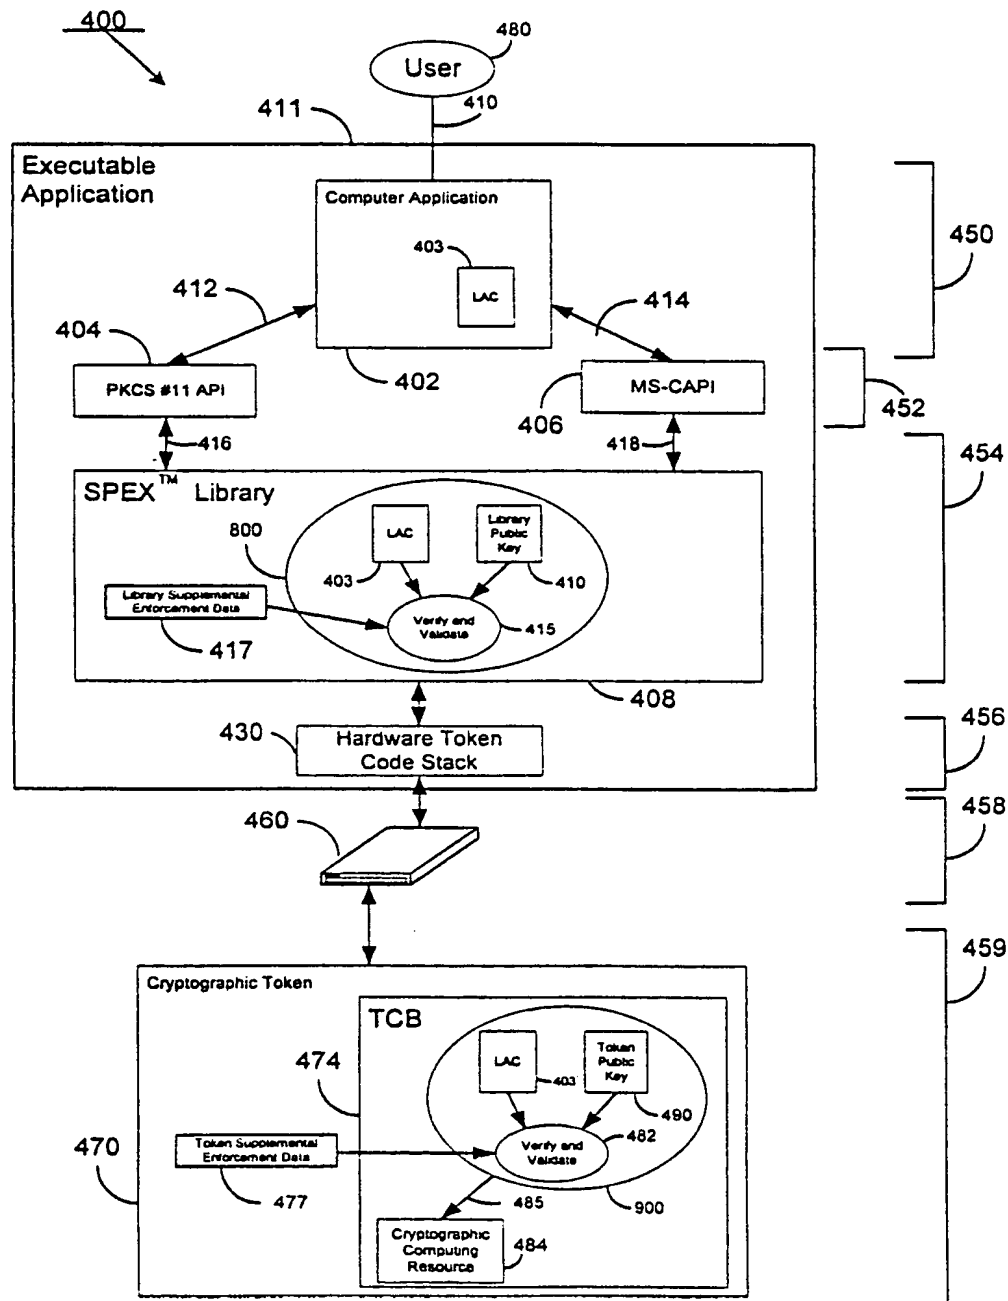 400
480
User
410
411
Executable
Application
Computer Application
403
LAC
450
412
414
404
402
PKCS #11 API
406
MS-CAPI
452
416
418
454
SPEX™ Library
800
LAC
Library
Public
Key
403
410
Library Supplemental
Enforcement Data
Verify and
Validate
415
417
408
456
430
Hardware Token
Code Stack
458
460
459
Cryptographic Token
TCB
474
LAC
Token
Public
Key
403
490
470
Token Supplemental
Enforcement Data
Verify and
Validate
482
477
485
900
Cryptographic
Computing
Resource
484